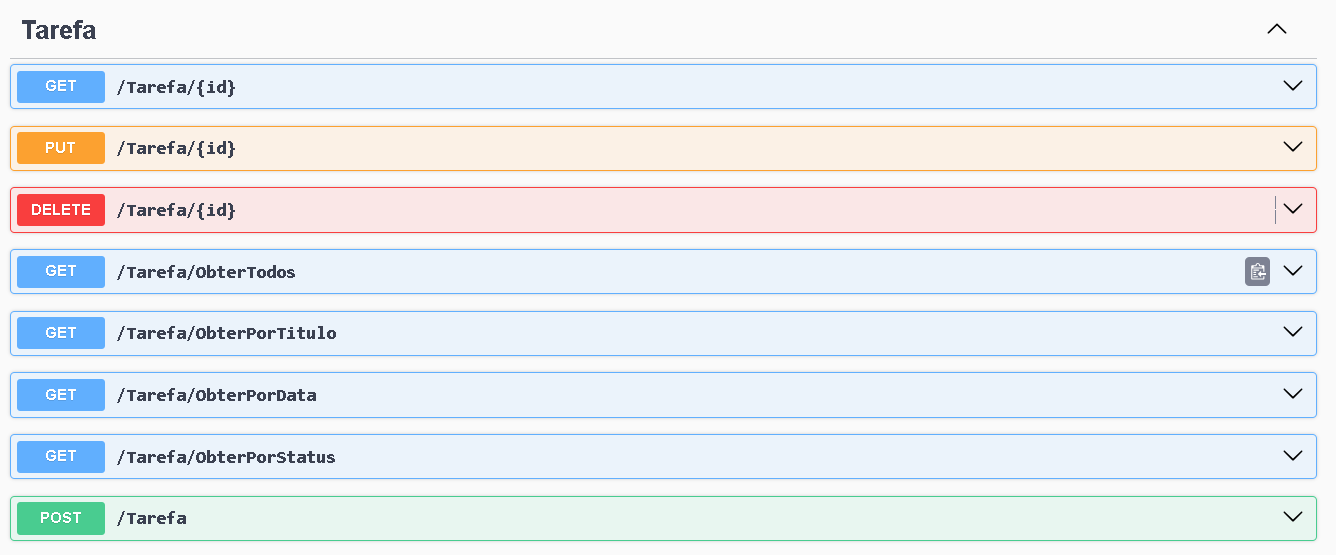 Tarefa
GET /Tarefa/{id}
PUT /Tarefa/{id}
DELETE /Tarefa/{id}
GET /Tarefa/ObterTodos
GET /Tarefa/ObterPorTitulo
GET /Tarefa/ObterPorData
GET /Tarefa/ObterPorStatus
POST /Tarefa